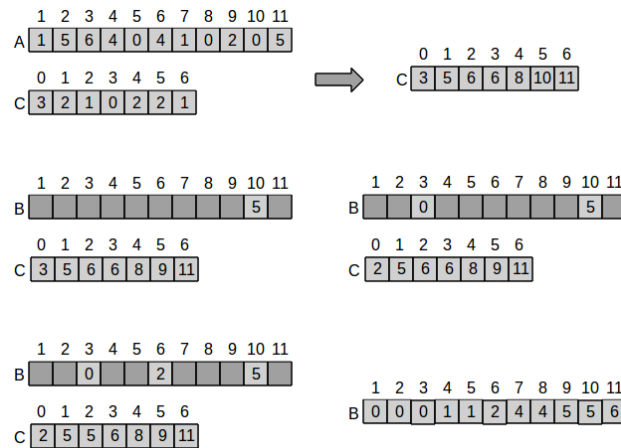 1 2 3 4 5 6 7 8 9 10 11
A 1 5 6 4 0 4 1 0 2 0 5
0 1 2 3 4 5 6
C 3 2 1 0 2 2 1
0 1 2 3 4 5 6
C 3 5 6 6 8 10 11
1 2 3 4 5 6 7 8 9 10 11
B 5
0 1 2 3 4 5 6
C 3 5 6 6 8 9 11
1 2 3 4 5 6 7 8 9 10 11
B 0 5
0 1 2 3 4 5 6
C 2 5 6 6 8 9 11
1 2 3 4 5 6 7 8 9 10 11
B 0 2 5
0 1 2 3 4 5 6
C 2 5 5 6 8 9 11
1 2 3 4 5 6 7 8 9 10 11
B 0 0 0 1 1 2 4 4 5 5 6